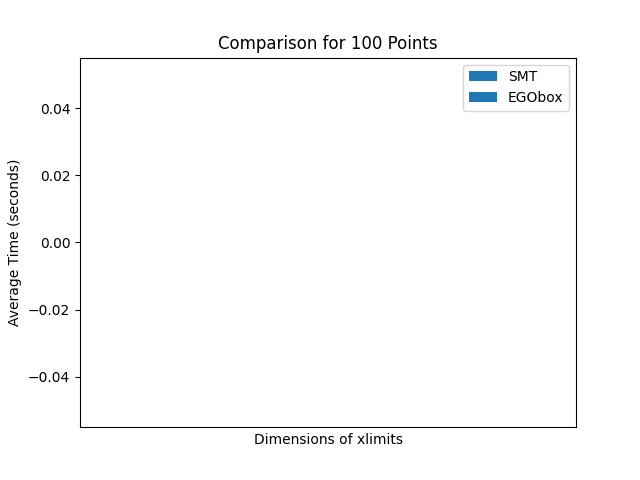 Comparison for 100 Points
SMT
EGObox
0.04
0.02
0.00
−0.02
−0.04
Average Time (seconds)
Dimensions of xlimits